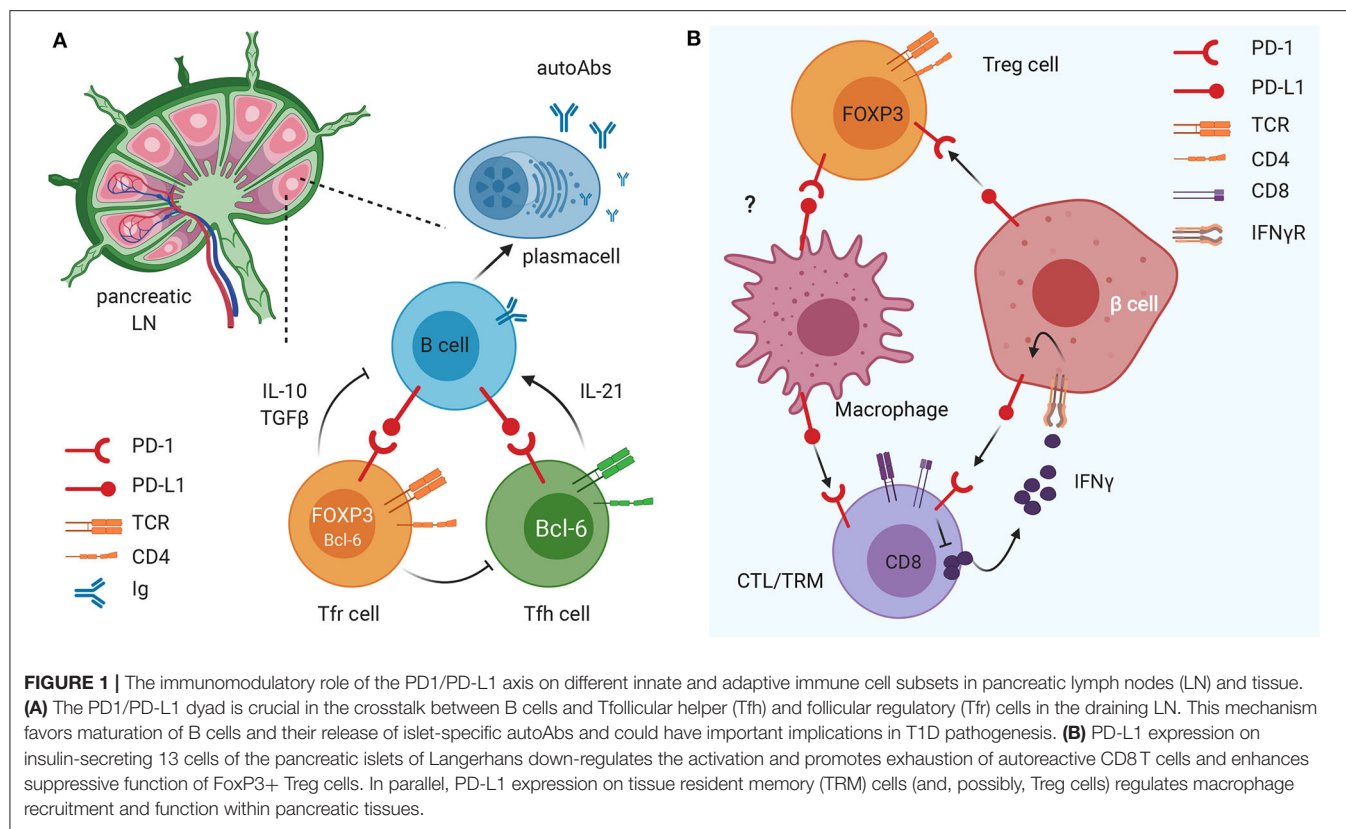 A
autoAbs
plasmacell
pancreatic
LN
B cell
IL-10
TGFβ
IL-21
PD-1
PD-L1
TCR
CD4
Ig
FOXP3
Bcl-6
Bcl-6
Tfr cell
Tfh cell
B
Treg cell
FOXP3
?
Macrophage
β cell
IFNγ
CD8
CTL/TRM
PD-1
PD-L1
TCR
CD4
CD8
IFNγR
FIGURE 1 | The immunomodulatory role of the PD1/PD-L1 axis on different innate and adaptive immune cell subsets in pancreatic lymph nodes (LN) and tissue.
(A) The PD1/PD-L1 dyad is crucial in the crosstalk between B cells and Tfollicular helper (Tfh) and follicular regulatory (Tfr) cells in the draining LN. This mechanism
favors maturation of B cells and their release of islet-specific autoAbs and could have important implications in T1D pathogenesis. (B) PD-L1 expression on
insulin-secreting 13 cells of the pancreatic islets of Langerhans down-regulates the activation and promotes exhaustion of autoreactive CD8 T cells and enhances
suppressive function of FoxP3+ Treg cells. In parallel, PD-L1 expression on tissue resident memory (TRM) cells (and, possibly, Treg cells) regulates macrophage
recruitment and function within pancreatic tissues.